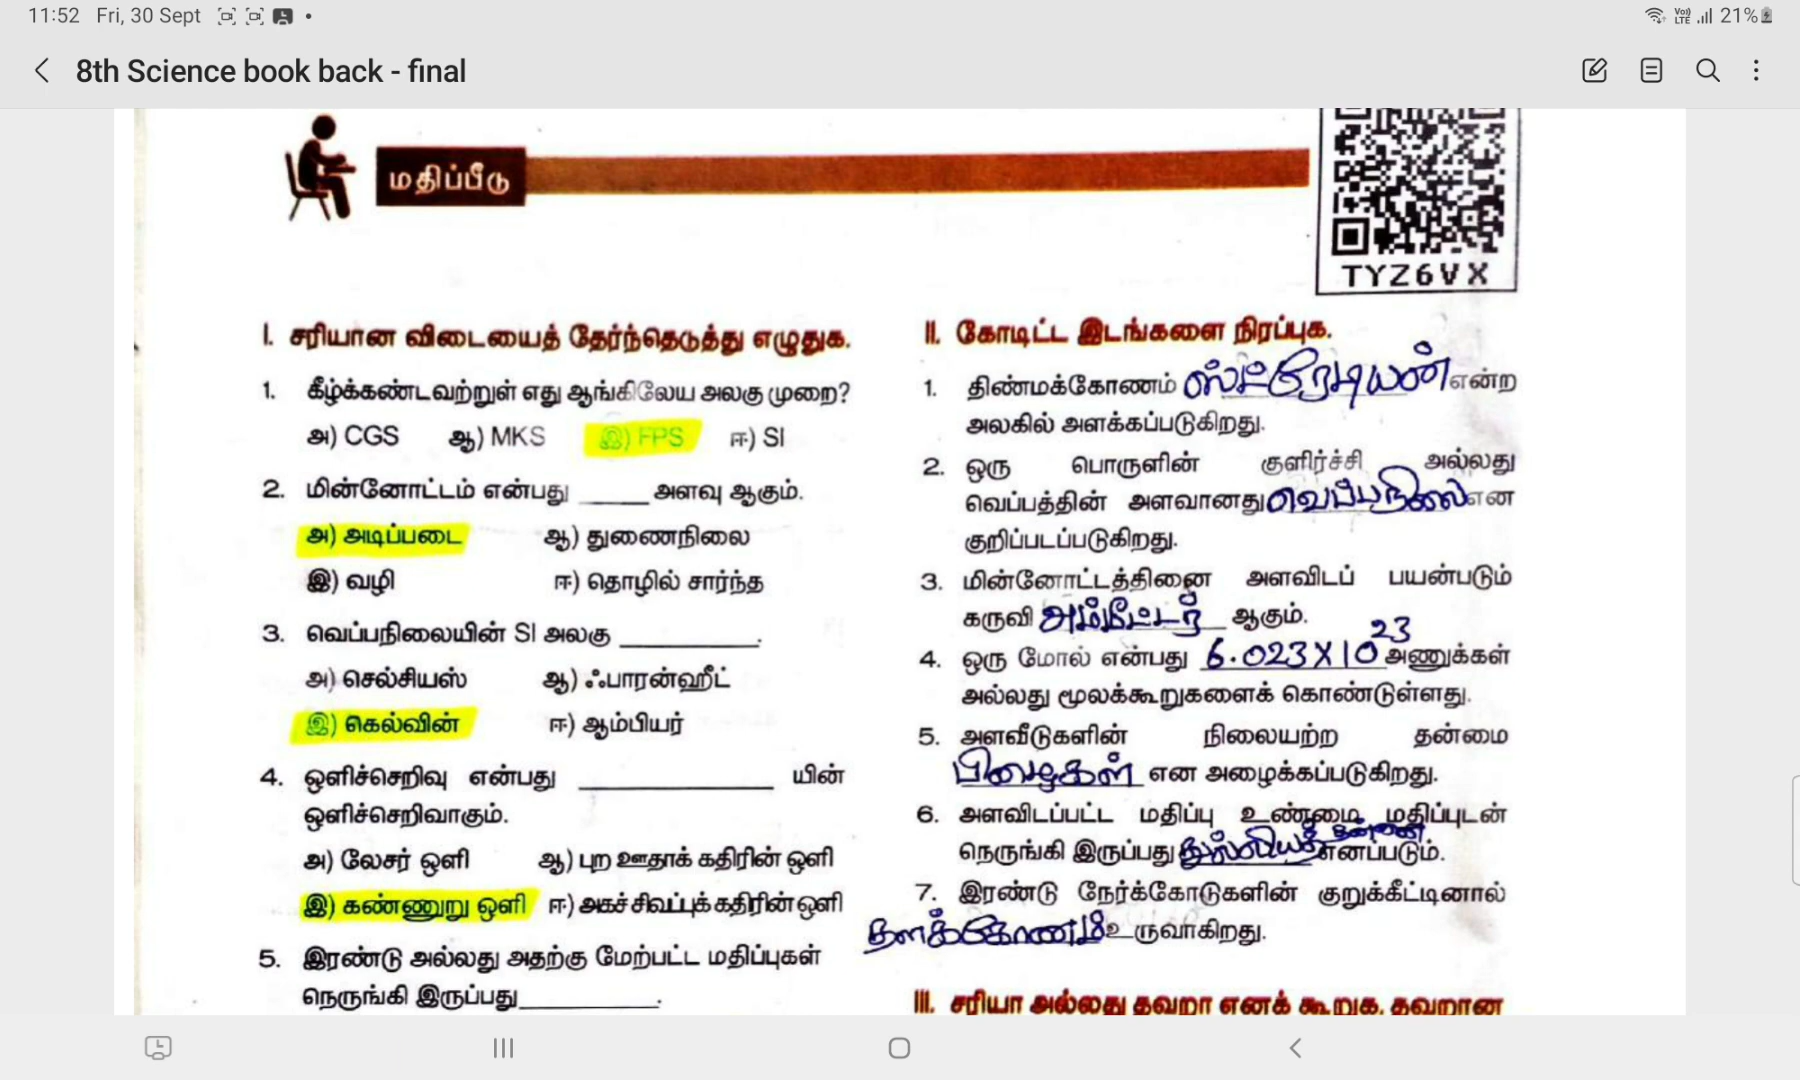 11:52 Fri, 30 Sept
21%
8th Science book back - final
மதிப்பீடு
TYZ6VX
I. சரியான விடையைத் தேர்ந்தெடுத்து எழுதுக.
1. கீழ்க்கண்டவற்றுள் எது ஆங்கிலேய அலகு முறை?
அ) CGS ஆ) MKS இ) FPS ஈ) SI
2. மின்னோட்டம் என்பது ______ அளவு ஆகும்.
அ) அடிப்படை ஆ) துணைநிலை
இ) வழி ஈ) தொழில் சார்ந்த
3. வெப்பநிலையின் SI அலகு ____________.
அ) செல்சியஸ் ஆ) ஃபாரன்ஹீட்
இ) கெல்வின் ஈ) ஆம்பியர்
4. ஒளிச்செறிவு என்பது ________________ யின்
ஒளிச்செறிவாகும்.
அ) லேசர் ஒளி ஆ) புற ஊதாக் கதிரின் ஒளி
இ) கண்ணுறு ஒளி ஈ) அகச் சிவப்புக் கதிரின் ஒளி
5. இரண்டு அல்லது அதற்கு மேற்பட்ட மதிப்புகள்
நெருங்கி இருப்பது____________.
II. கோடிட்ட இடங்களை நிரப்புக.
1. திண்மக்கோணம் ஸ்ட்ரேடியன் என்ற
அலகில் அளக்கப்படுகிறது.
2. ஒரு பொருளின் குளிர்ச்சி அல்லது
வெப்பத்தின் அளவானது வெப்பநிலை என
குறிப்படப்படுகிறது.
3. மின்னோட்டத்தினை அளவிடப் பயன்படும்
கருவி அம்மீட்டர் ஆகும்.
4. ஒரு மோல் என்பது 6.023X10²³ அணுக்கள்
அல்லது மூலக்கூறுகளைக் கொண்டுள்ளது.
5. அளவீடுகளின் நிலையற்ற தன்மை
பிழைகள் என அழைக்கப்படுகிறது.
6. அளவிடப்பட்ட மதிப்பு உண்மை மதிப்புடன்
நெருங்கி இருப்பது துல்லியத் தன்மை எனப்படும்.
7. இரண்டு நேர்க்கோடுகளின் குறுக்கீட்டினால்
தளக்கோணம் உருவாகிறது.
III. சரியா அல்லது தவறா எனக் கூறுக. தவறான